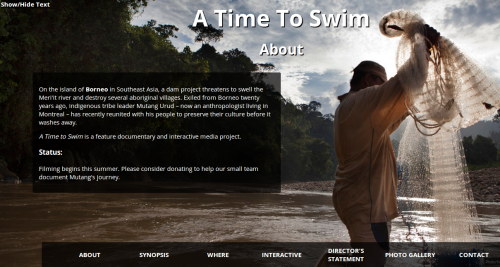 Show/Hide Text
A Time To Swim
About
On the island of Borneo in Southeast Asia, a dam project threatens to swell the
Men'it river and destroy several aboriginal villages. Exiled from Borneo twenty
years ago, indigenous tribe leader Mutang Urud – now an anthropologist living in
Montreal – has recently reunited with his people to preserve their culture before it
washes away.
A Time to Swim is a feature documentary and interactive media project.
Status:
Filming begins this summer. Please consider donating to help our small team
document Mutang's journey.
ABOUT SYNOPSIS WHERE INTERACTIVE DIRECTOR'S STATEMENT PHOTO GALLERY CONTACT